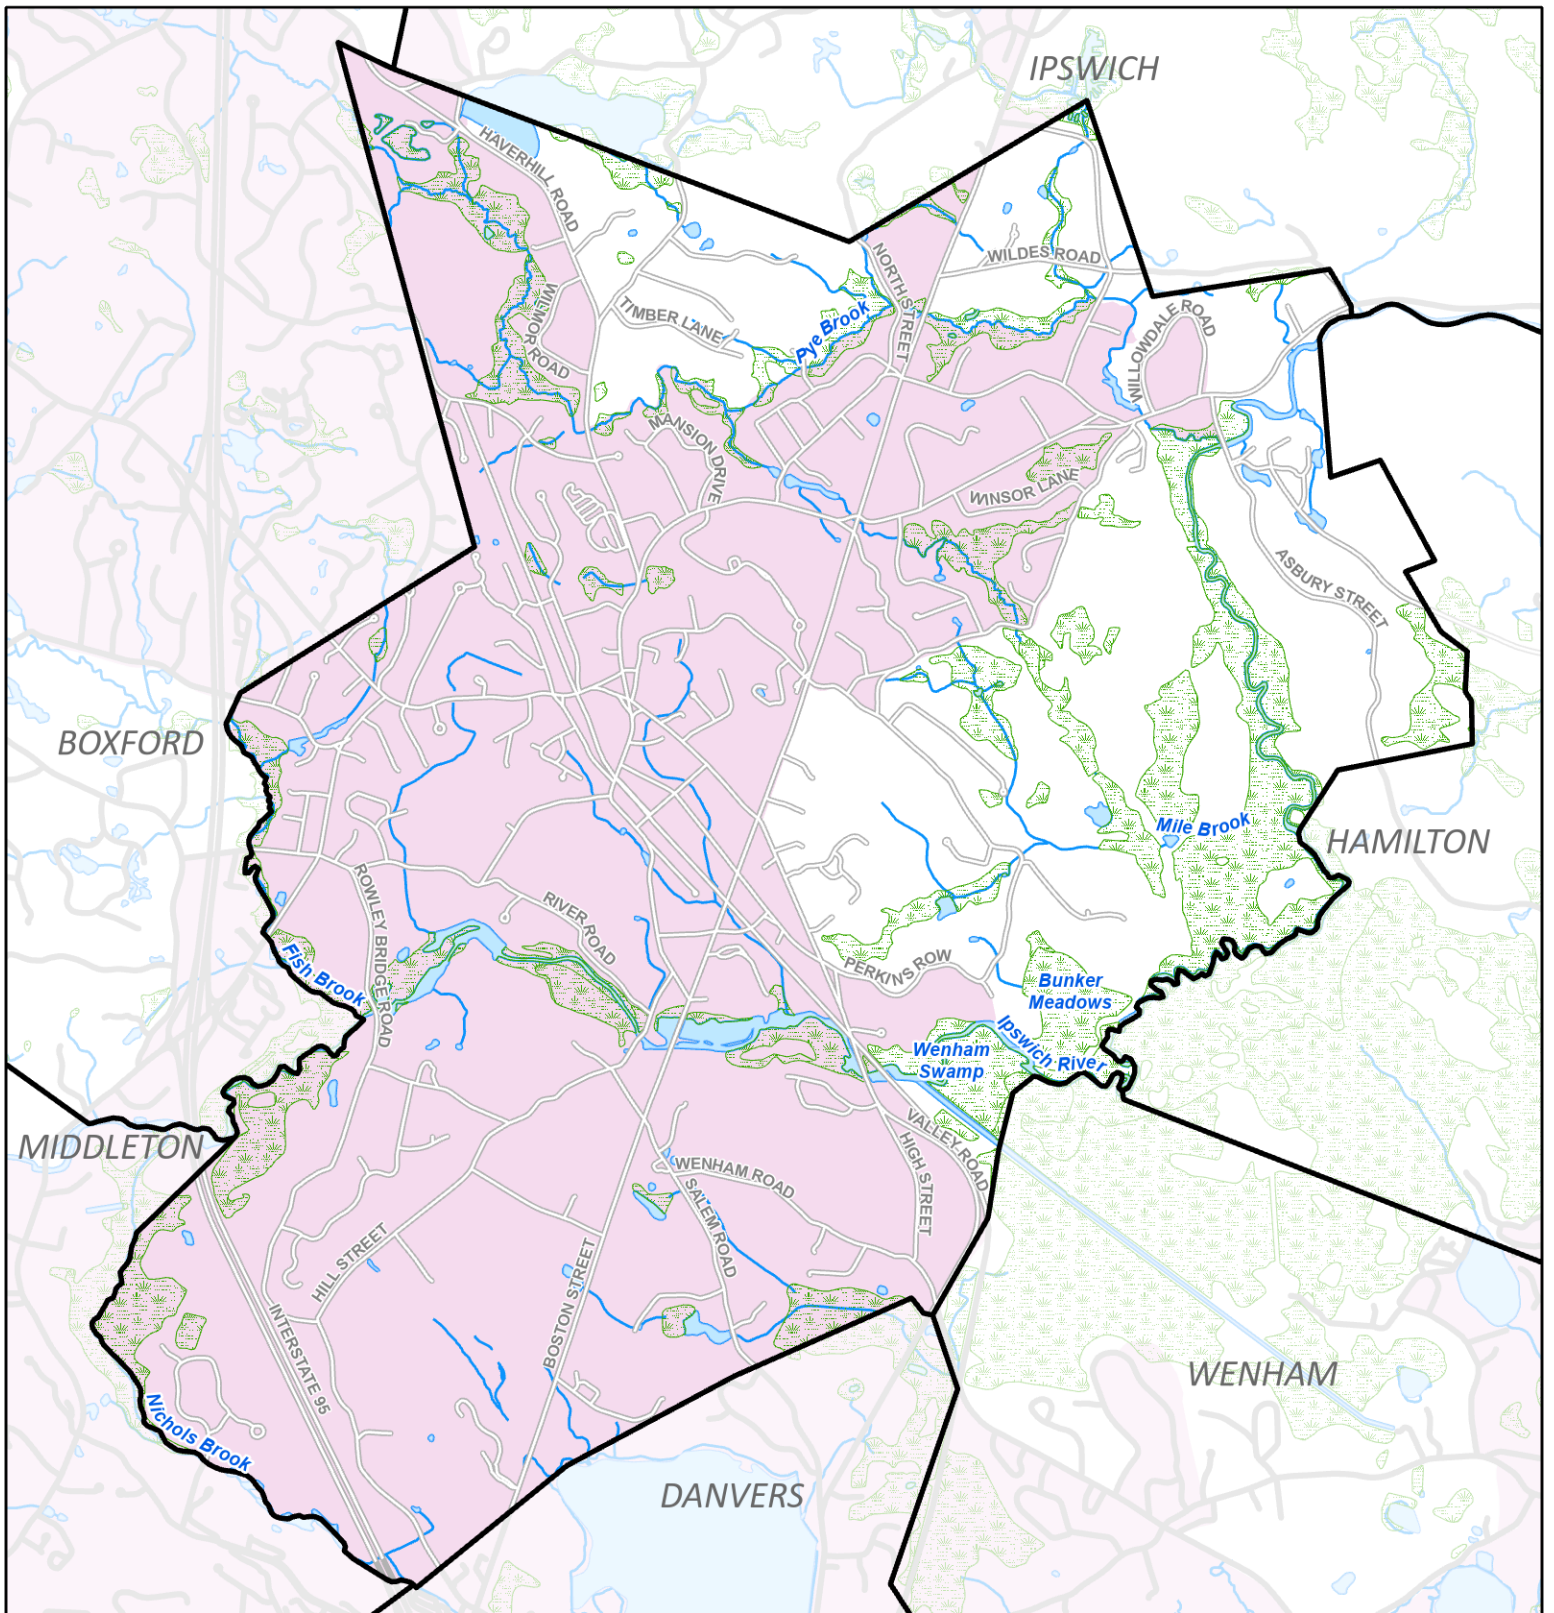 IPSWICH
HAVERHILL ROAD
NORTH STREET
WILDES ROAD
WILMOR ROAD
TIMBER LANE
Pye Brook
WILLOWDALE ROAD
MANSION DRIVE
WINSOR LANE
ASBURY STREET
BOXFORD
Mile Brook
HAMILTON
ROWLEY BRIDGE ROAD
RIVER ROAD
Fish Brook
PERKINS ROW
Bunker
Meadows
Ipswich River
Wenham
Swamp
MIDDLETON
VALLEY ROAD
HIGH STREET
WENHAM ROAD
SALEM ROAD
HILL STREET
BOSTON STREET
INTERSTATE 95
WENHAM
Nichols Brook
DANVERS